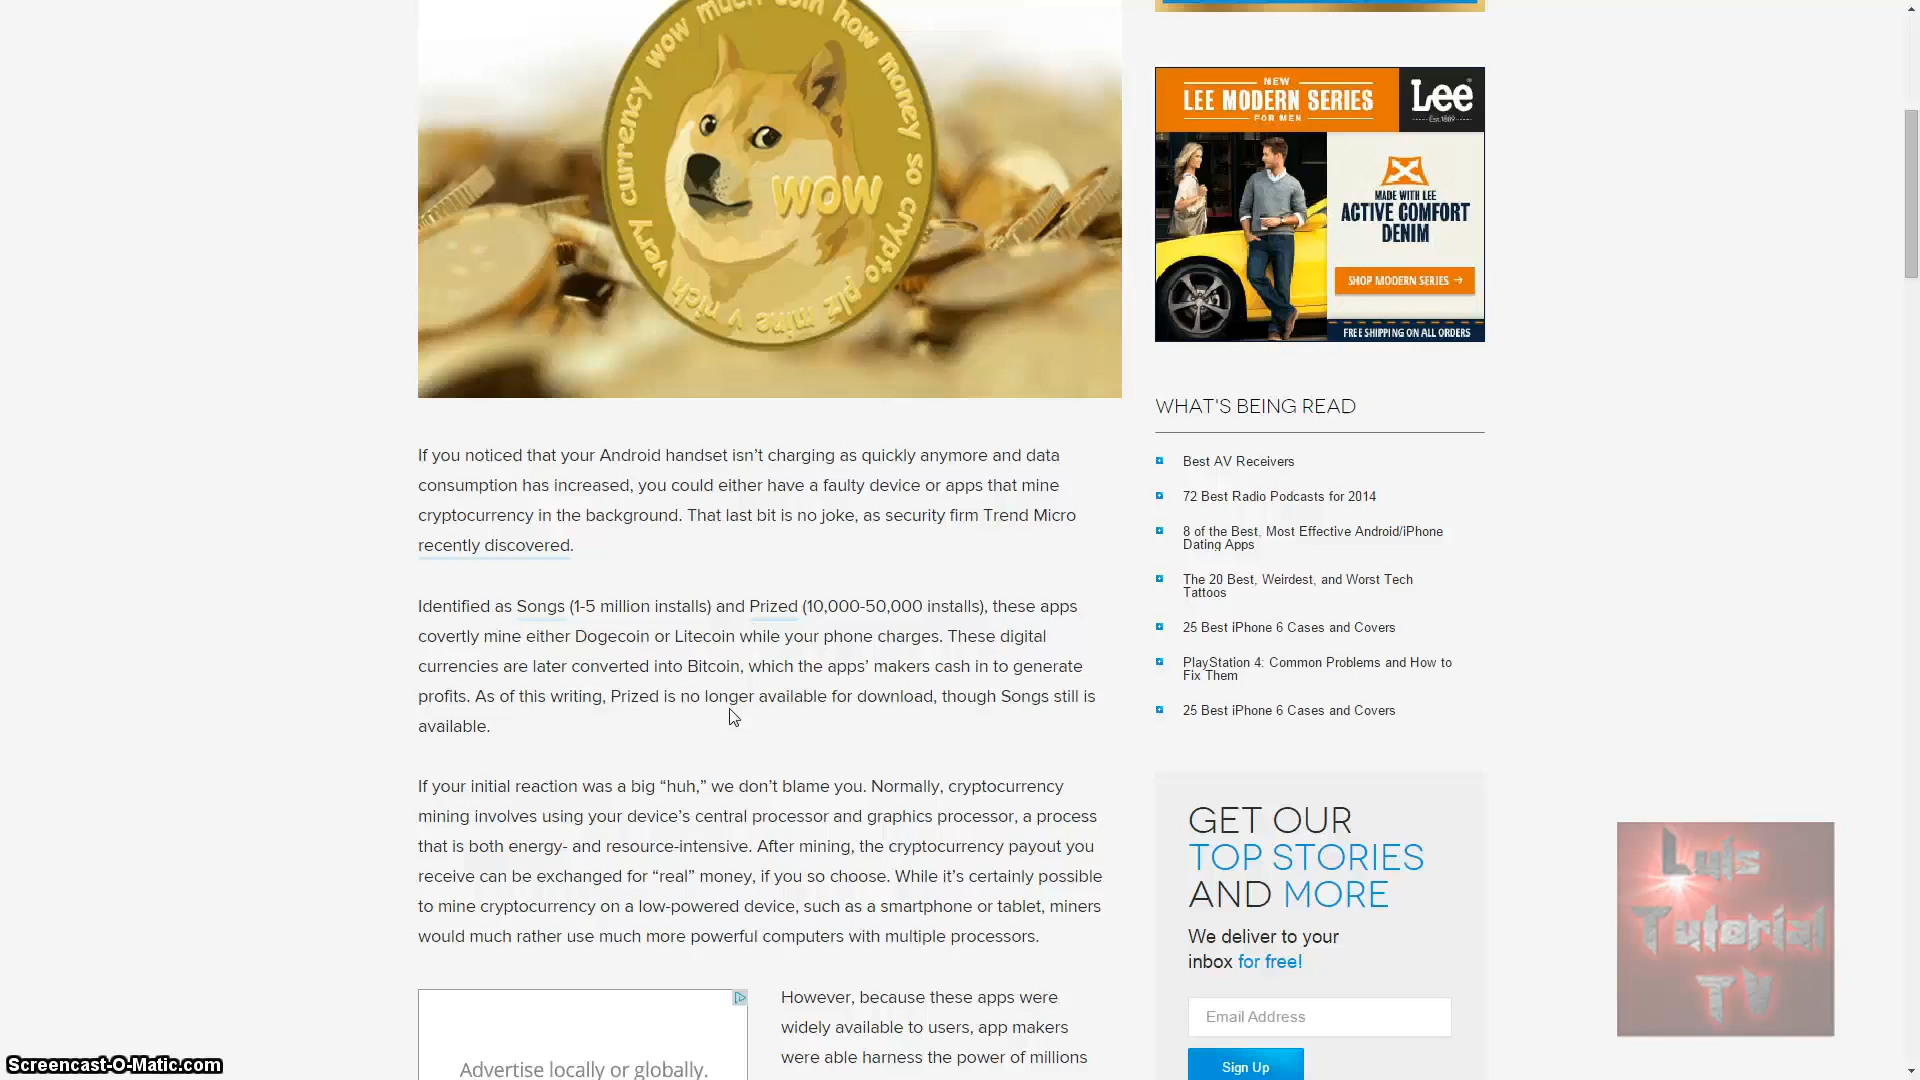 very currency wow much coin how money so crypto plz mine v rich
WOW
If you noticed that your Android handset isn’t charging as quickly anymore and data
consumption has increased, you could either have a faulty device or apps that mine
cryptocurrency in the background. That last bit is no joke, as security firm Trend Micro
recently discovered.
Identified as Songs (1-5 million installs) and Prized (10,000-50,000 installs), these apps
covertly mine either Dogecoin or Litecoin while your phone charges. These digital
currencies are later converted into Bitcoin, which the apps’ makers cash in to generate
profits. As of this writing, Prized is no longer available for download, though Songs still is
available.
If your initial reaction was a big “huh,” we don’t blame you. Normally, cryptocurrency
mining involves using your device’s central processor and graphics processor, a process
that is both energy- and resource-intensive. After mining, the cryptocurrency payout you
receive can be exchanged for “real” money, if you so choose. While it’s certainly possible
to mine cryptocurrency on a low-powered device, such as a smartphone or tablet, miners
would much rather use much more powerful computers with multiple processors.
Advertise locally or globally.
However, because these apps were
widely available to users, app makers
were able harness the power of millions
NEW
LEE MODERN SERIES
FOR MEN
Lee
Est. 1889
MADE WITH LEE
ACTIVE COMFORT
DENIM
SHOP MODERN SERIES →
FREE SHIPPING ON ALL ORDERS
WHAT'S BEING READ
Best AV Receivers
72 Best Radio Podcasts for 2014
8 of the Best, Most Effective Android/iPhone
Dating Apps
The 20 Best, Weirdest, and Worst Tech
Tattoos
25 Best iPhone 6 Cases and Covers
PlayStation 4: Common Problems and How to
Fix Them
25 Best iPhone 6 Cases and Covers
GET OUR
TOP STORIES
AND MORE
We deliver to your
inbox for free!
Email Address
Sign Up
Luis
Tutorial
TV
Screencast-O-Matic.com